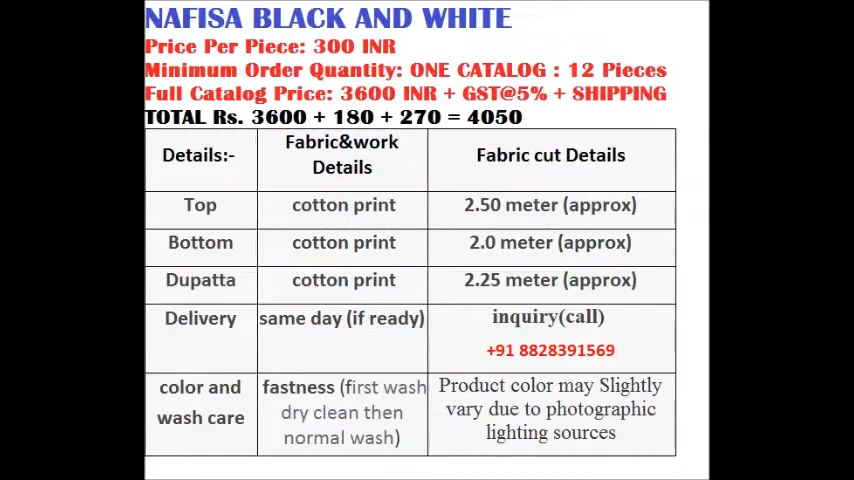 NAFISA BLACK AND WHITE
Price Per Piece: 300 INR
Minimum Order Quantity: ONE CATALOG : 12 Pieces
Full Catalog Price: 3600 INR + GST@5% + SHIPPING
TOTAL Rs. 3600 + 180 + 270 = 4050
Details:-
Fabric&work
Details
Fabric cut Details
Top
cotton print
2.50 meter (approx)
Bottom
cotton print
2.0 meter (approx)
Dupatta
cotton print
2.25 meter (approx)
Delivery
same day (if ready)
inquiry(call)
+91 8828391569
color and
wash care
fastness (first wash
dry clean then
normal wash)
Product color may Slightly
vary due to photographic
lighting sources